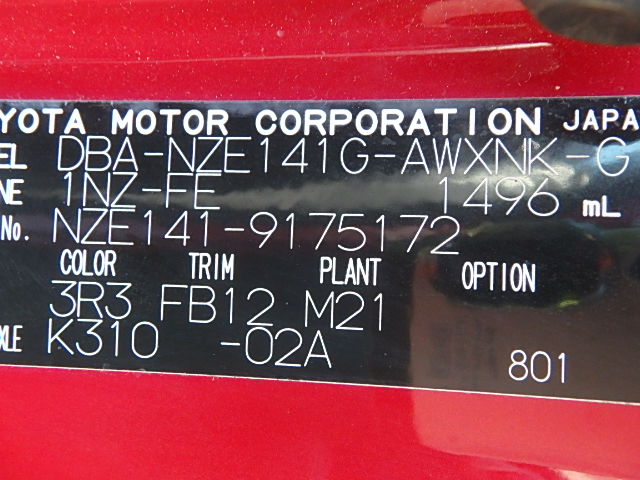 YOTA MOTOR CORPORATION JAPA
EL DBA-NZE141G-AWXNK-G
NE 1NZ-FE 1496 mL
No. NZE141-9175172
COLOR TRIM PLANT OPTION
3R3 FB12 M21
XLE K310 -02A
801